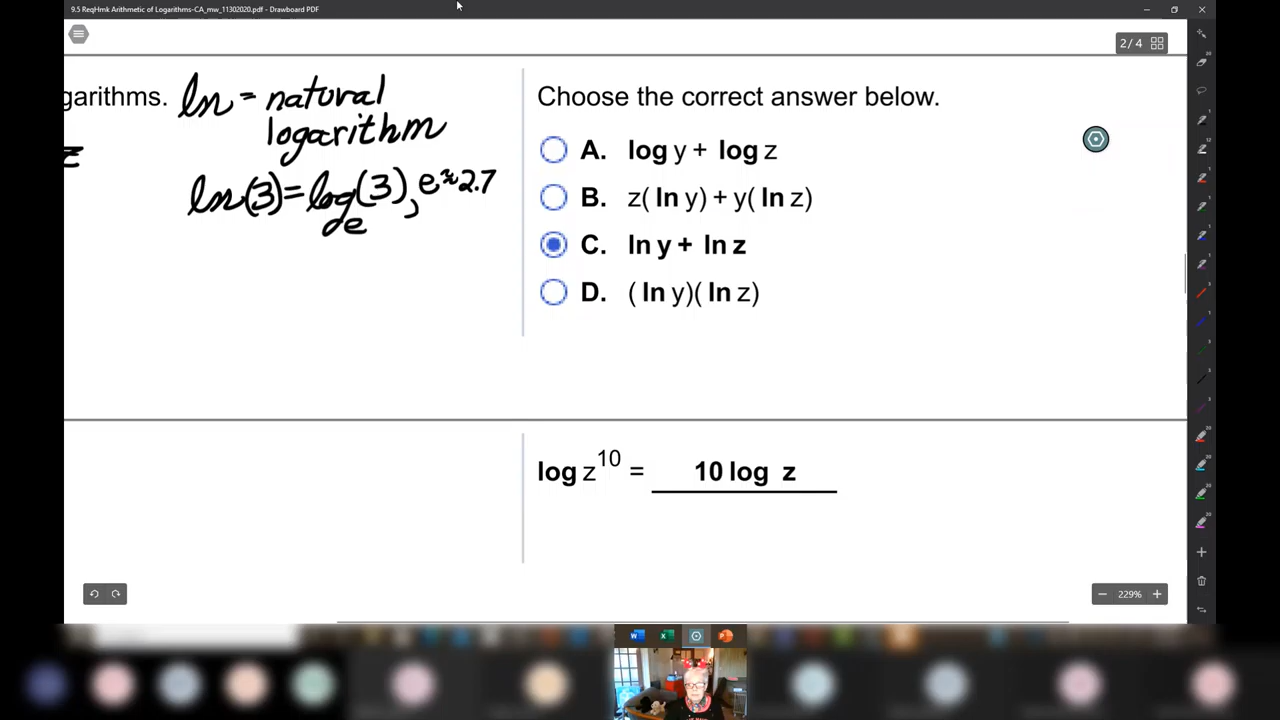 9.5 ReqHmk Arithmetic of Logarithms-CA_mw_11302020.pdf - Drawboard PDF
2 / 4
garithms.
ln = natural
logarithm
z
ln(3)=log e (3), e≈2.7
Choose the correct answer below.
A. log y + log z
B. z( ln y) + y( ln z)
C. ln y + ln z
D. ( ln y)( ln z)
log z^10 = 10 log z
229%